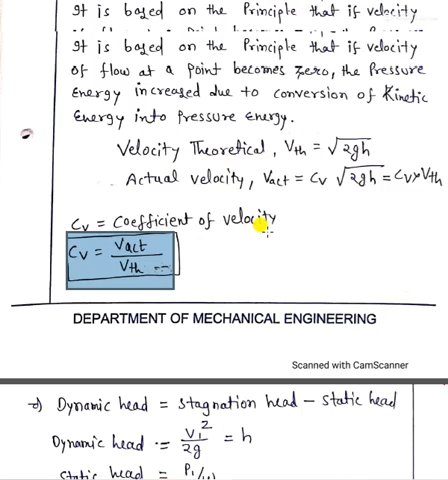 It is based on the Principle that if velocity
It is based on the Principle that if velocity
of flow at a point becomes zero, the Pressure
Energy increased due to conversion of Kinetic
Energy into Pressure Energy.
Velocity Theoretical, Vth = √2gh
Actual velocity, Vact = Cv √2gh = Cv×Vth
Cv = Coefficient of velocity
Cv = Vact / Vth
DEPARTMENT OF MECHANICAL ENGINEERING
Scanned with CamScanner
Dynamic head = Stagnation head - Static head
Dynamic head = V₁² / 2g = h
Static head = P₁/